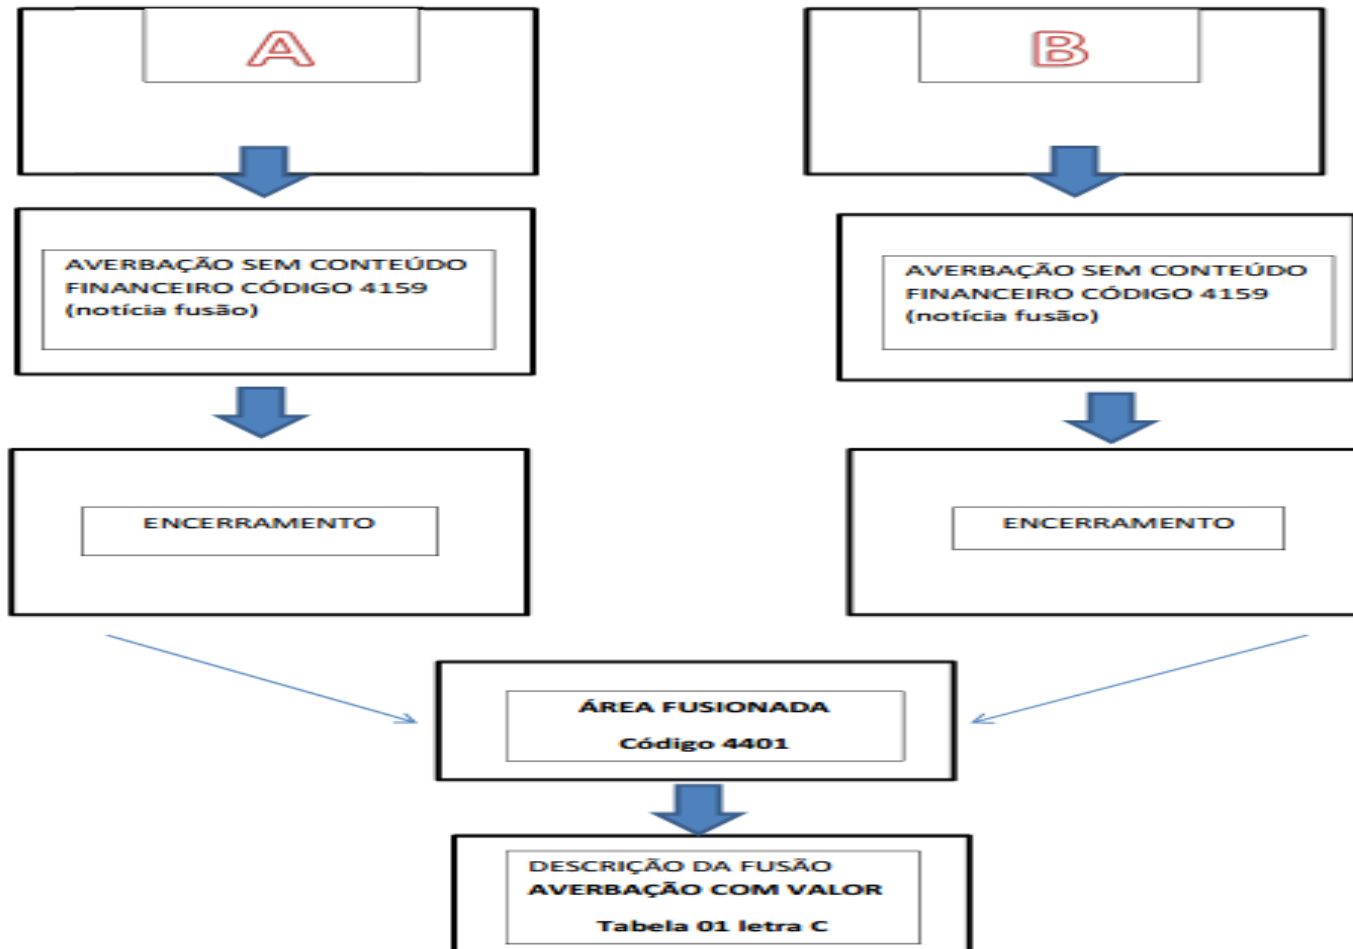 A
B
AVERBAÇÃO SEM CONTEÚDO
FINANCEIRO CÓDIGO 4159
(notícia fusão)
AVERBAÇÃO SEM CONTEÚDO
FINANCEIRO CÓDIGO 4159
(notícia fusão)
ENCERRAMENTO
ENCERRAMENTO
ÁREA FUSIONADA
Código 4401
DESCRIÇÃO DA FUSÃO
AVERBAÇÃO COM VALOR
Tabela 01 letra C